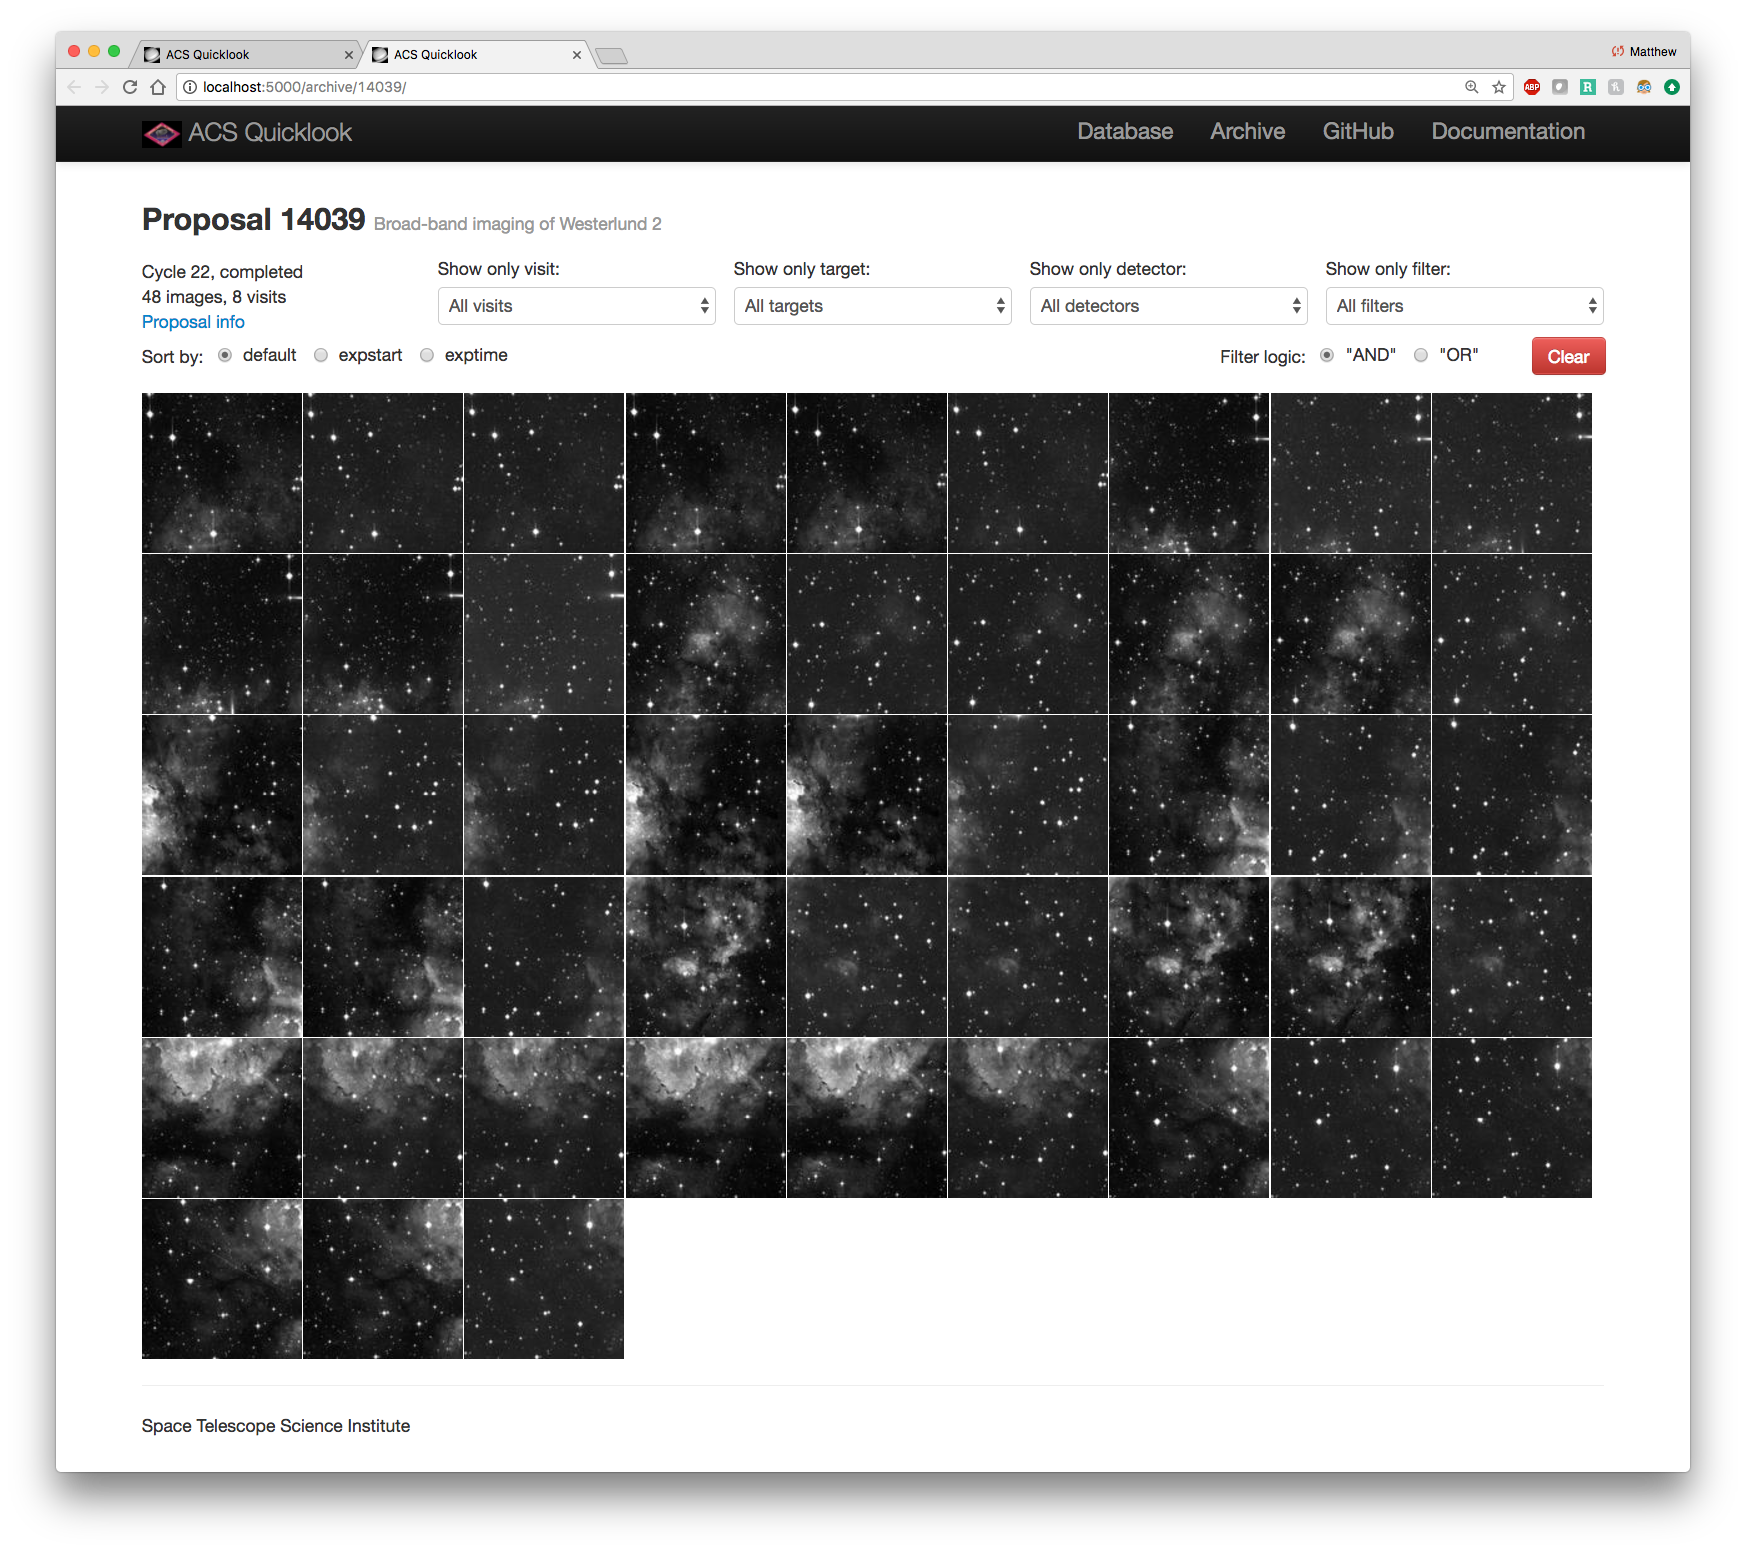 ACS Quicklook
ACS Quicklook
Matthew
localhost:5000/archive/14039/
ABP
R
ACS Quicklook
Database
Archive
GitHub
Documentation
Proposal 14039 Broad-band imaging of Westerlund 2
Cycle 22, completed
48 images, 8 visits
Proposal info
Show only visit:
All visits
Show only target:
All targets
Show only detector:
All detectors
Show only filter:
All filters
Sort by: default expstart exptime
Filter logic: "AND" "OR"
Clear
Space Telescope Science Institute